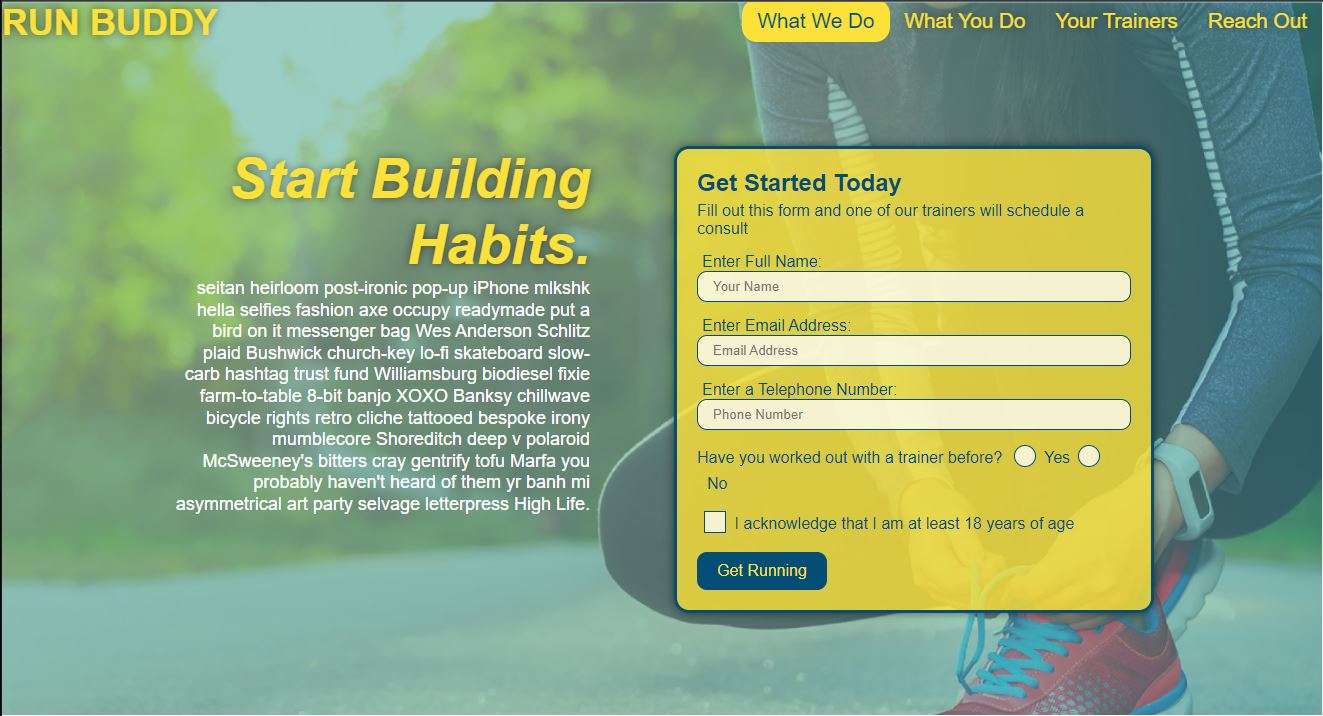 RUN BUDDY
What We Do
What You Do
Your Trainers
Reach Out
Start Building
Habits.
seitan heirloom post-ironic pop-up iPhone mlkshk
hella selfies fashion axe occupy readymade put a
bird on it messenger bag Wes Anderson Schlitz
plaid Bushwick church-key lo-fi skateboard slow-
carb hashtag trust fund Williamsburg biodiesel fixie
farm-to-table 8-bit banjo XOXO Banksy chillwave
bicycle rights retro cliche tattooed bespoke irony
mumblecore Shoreditch deep v polaroid
McSweeney's bitters cray gentrify tofu Marfa you
probably haven't heard of them yr banh mi
asymmetrical art party selvage letterpress High Life.
Get Started Today
Fill out this form and one of our trainers will schedule a
consult
Enter Full Name:
Your Name
Enter Email Address:
Email Address
Enter a Telephone Number:
Phone Number
Have you worked out with a trainer before? Yes
No
I acknowledge that I am at least 18 years of age
Get Running